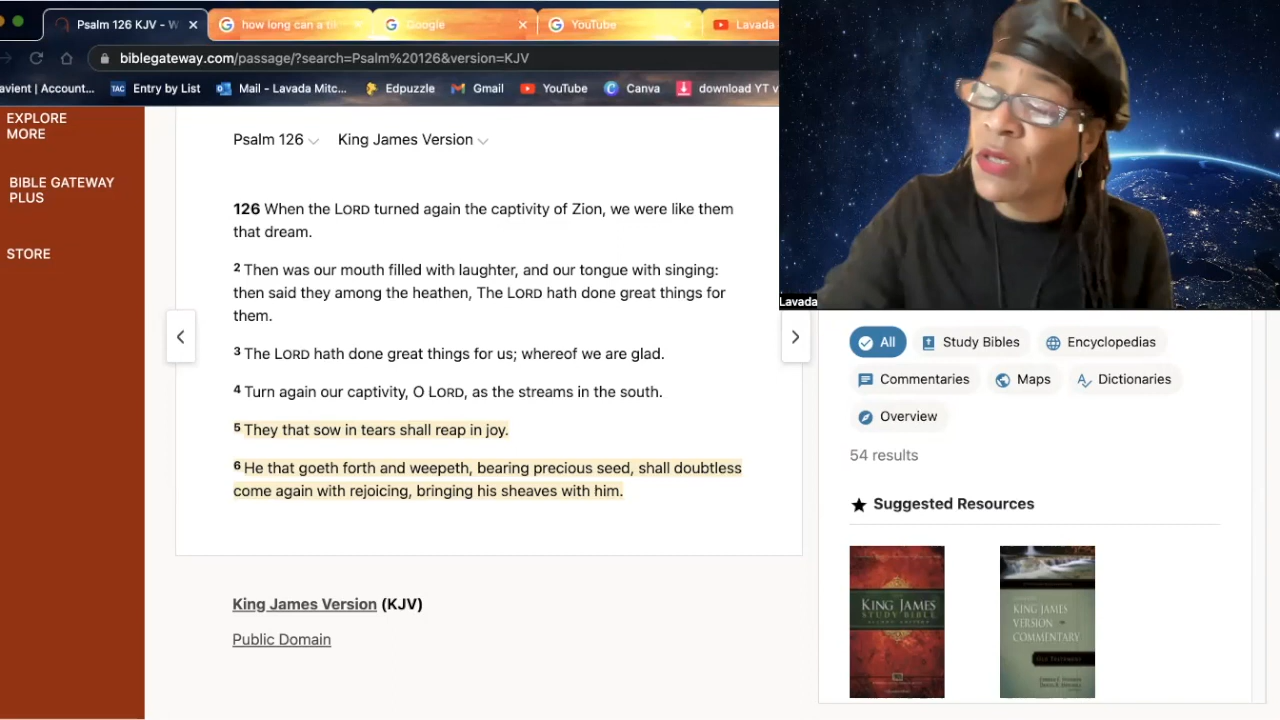 Psalm 126 KJV - W
how long can a til
Google
YouTube
Lavada
biblegateway.com/passage/?search=Psalm%20126&version=KJV
avient | Account...
TAC Entry by List
Mail - Lavada Mitc...
Edpuzzle
Gmail
YouTube
Canva
download YT v
EXPLORE
MORE
BIBLE GATEWAY
PLUS
STORE
Psalm 126
King James Version
126 When the LORD turned again the captivity of Zion, we were like them
that dream.
2 Then was our mouth filled with laughter, and our tongue with singing:
then said they among the heathen, The LORD hath done great things for
them.
3 The LORD hath done great things for us; whereof we are glad.
4 Turn again our captivity, O LORD, as the streams in the south.
5 They that sow in tears shall reap in joy.
6 He that goeth forth and weepeth, bearing precious seed, shall doubtless
come again with rejoicing, bringing his sheaves with him.
King James Version (KJV)
Public Domain
Lavada
All
Study Bibles
Encyclopedias
Commentaries
Maps
Dictionaries
Overview
54 results
Suggested Resources
KING JAMES
STUDY BIBLE
SECOND EDITION
KING JAMES
VERSION
COMMENTARY
OLD TESTAMENT